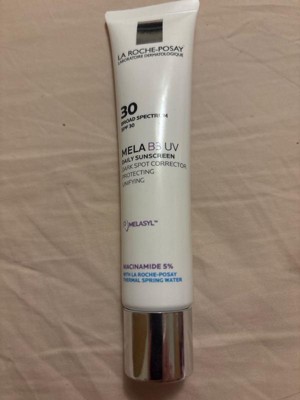 LA ROCHE-POSAY
LABORATOIRE DERMATOLOGIQUE
30
BROAD SPECTRUM
SPF 30
MELA B3 UV
DAILY SUNSCREEN
DARK SPOT CORRECTOR
PROTECTING
UNIFYING
MELASYL™
NIACINAMIDE 5%
WITH LA ROCHE-POSAY
THERMAL SPRING WATER